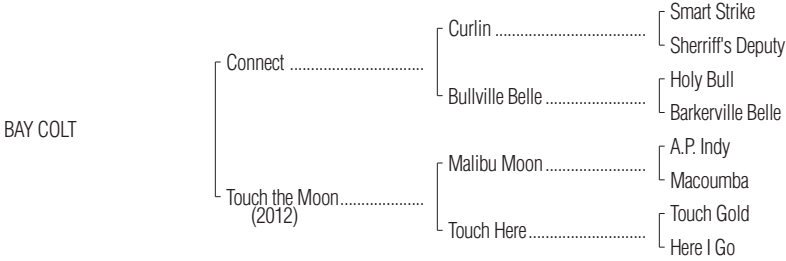 Smart Strike
Curlin ....................................
Sherriff's Deputy
Connect ................................
Holy Bull
Bullville Belle ........................
Barkerville Belle
BAY COLT
A.P. Indy
Malibu Moon ........................
Macoumba
Touch the Moon ....................
(2012)
Touch Gold
Touch Here ............................
Here I Go